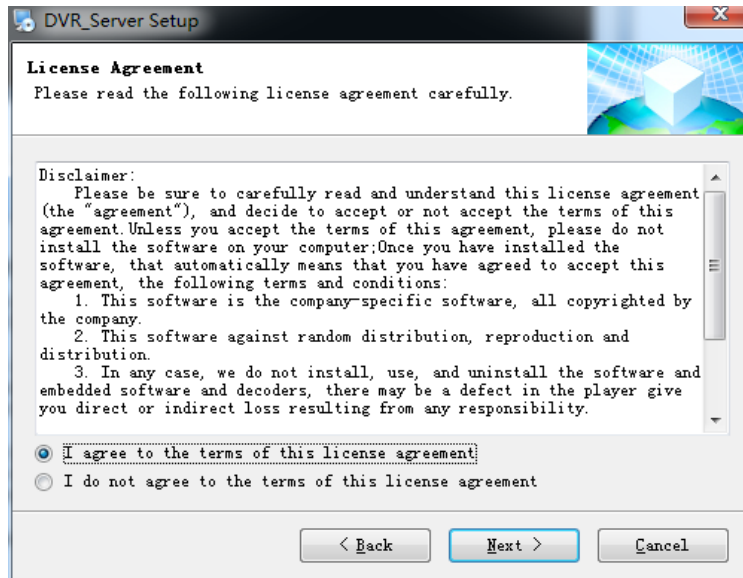 DVR_Server Setup
License Agreement
Please read the following license agreement carefully.
Disclaimer:
Please be sure to carefully read and understand this license agreement
(the "agreement"), and decide to accept or not accept the terms of this
agreement.Unless you accept the terms of this agreement, please do not
install the software on your computer;Once you have installed the
software, that automatically means that you have agreed to accept this
agreement, the following terms and conditions:
1. This software is the company-specific software, all copyrighted by
the company.
2. This software against random distribution, reproduction and
distribution.
3. In any case, we do not install, use, and uninstall the software and
embedded software and decoders, there may be a defect in the player give
you direct or indirect loss resulting from any responsibility.
I agree to the terms of this license agreement
I do not agree to the terms of this license agreement
< Back Next > Cancel